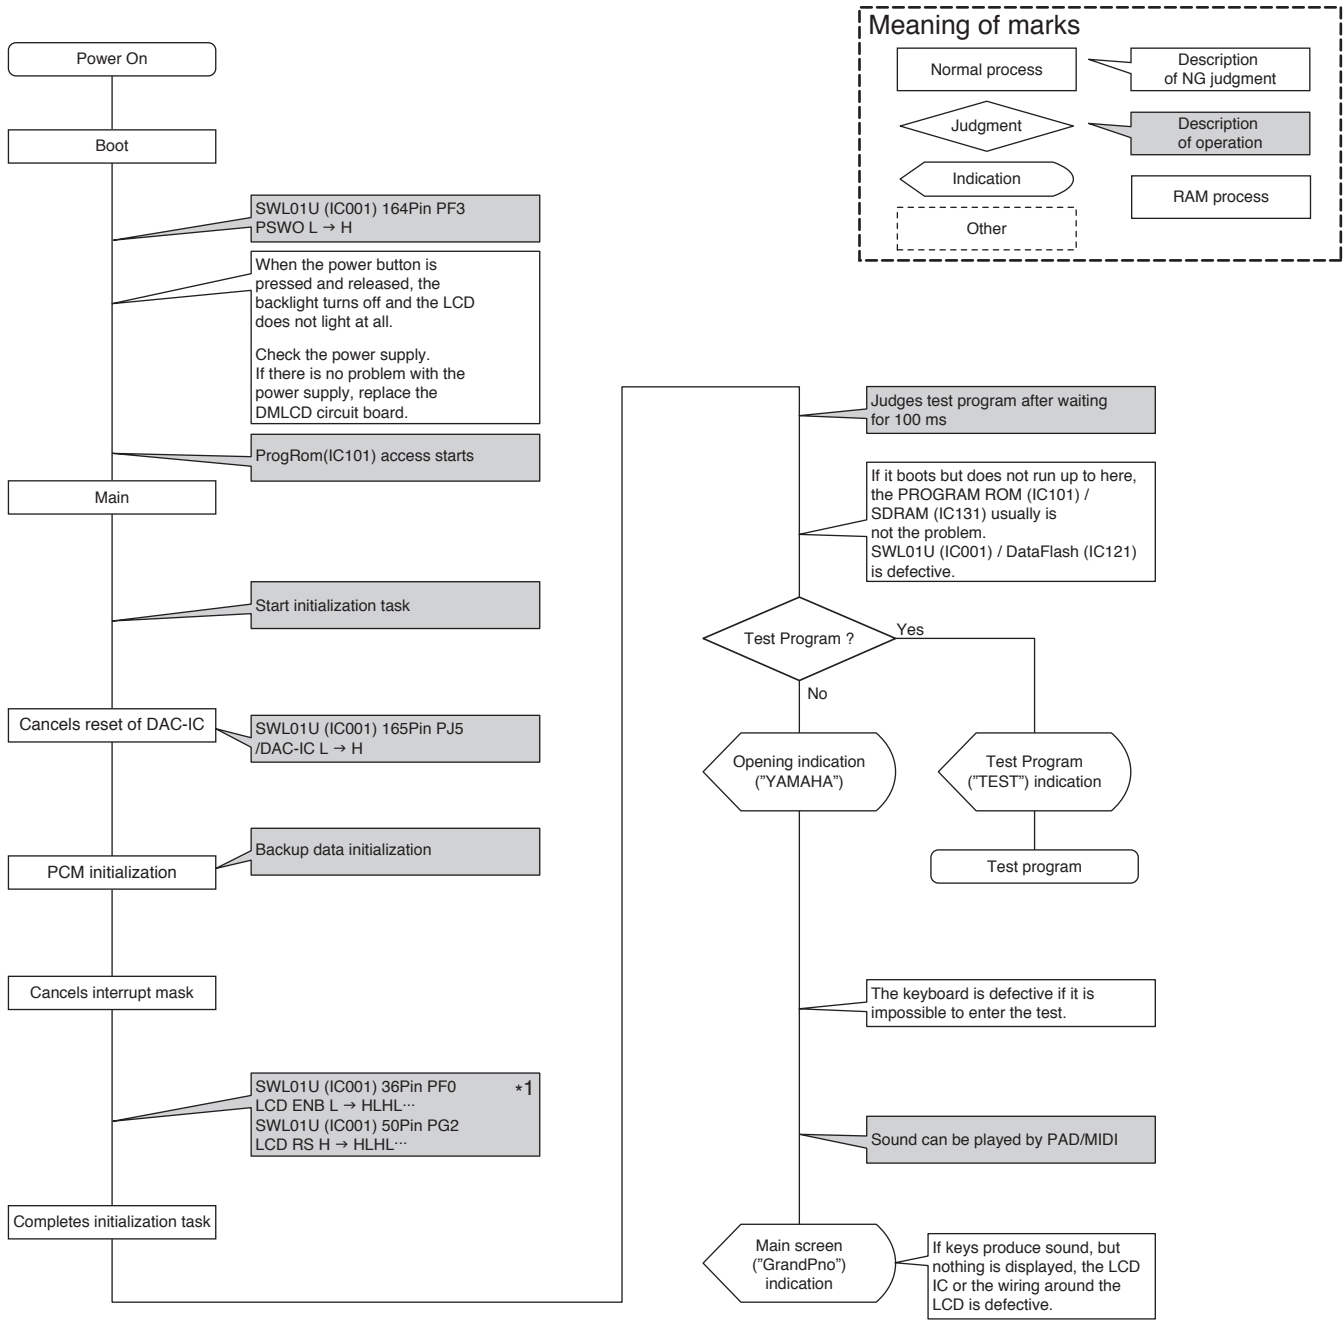 Meaning of marks
Normal process
Description
of NG judgment
Judgment
Description
of operation
Indication
RAM process
Other
Power On
Boot
SWL01U (IC001) 164Pin PF3
PSWO L → H
When the power button is
pressed and released, the
backlight turns off and the LCD
does not light at all.
Check the power supply.
If there is no problem with the
power supply, replace the
DMLCD circuit board.
ProgRom(IC101) access starts
Main
Start initialization task
Cancels reset of DAC-IC
SWL01U (IC001) 165Pin PJ5
/DAC-IC L → H
Backup data initialization
PCM initialization
Cancels interrupt mask
SWL01U (IC001) 36Pin PF0 *1
LCD ENB L → HLHL···
SWL01U (IC001) 50Pin PG2
LCD RS H → HLHL···
Completes initialization task
Judges test program after waiting
for 100 ms
If it boots but does not run up to here,
the PROGRAM ROM (IC101) /
SDRAM (IC131) usually is
not the problem.
SWL01U (IC001) / DataFlash (IC121)
is defective.
Test Program ?
Yes
No
Opening indication
("YAMAHA")
Test Program
("TEST") indication
Test program
The keyboard is defective if it is
impossible to enter the test.
Sound can be played by PAD/MIDI
Main screen
("GrandPno")
indication
If keys produce sound, but
nothing is displayed, the LCD
IC or the wiring around the
LCD is defective.